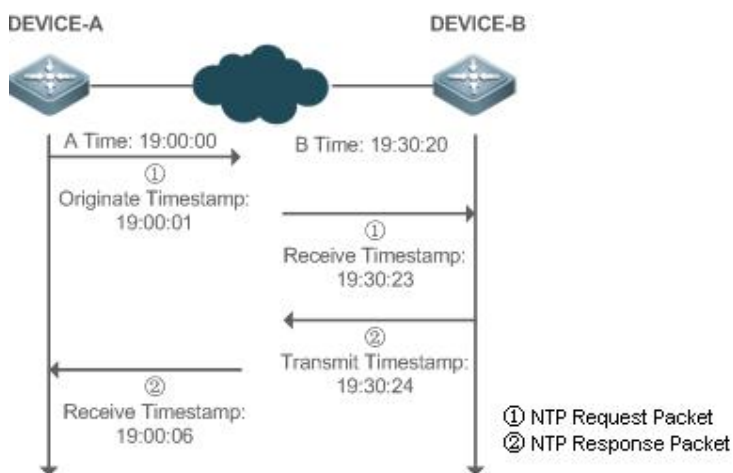 DEVICE-A
DEVICE-B
A Time: 19:00:00
B Time: 19:30:20
①
Originate Timestamp:
19:00:01
①
Receive Timestamp:
19:30:23
②
Transmit Timestamp:
19:30:24
②
Receive Timestamp:
19:00:06
① NTP Request Packet
② NTP Response Packet